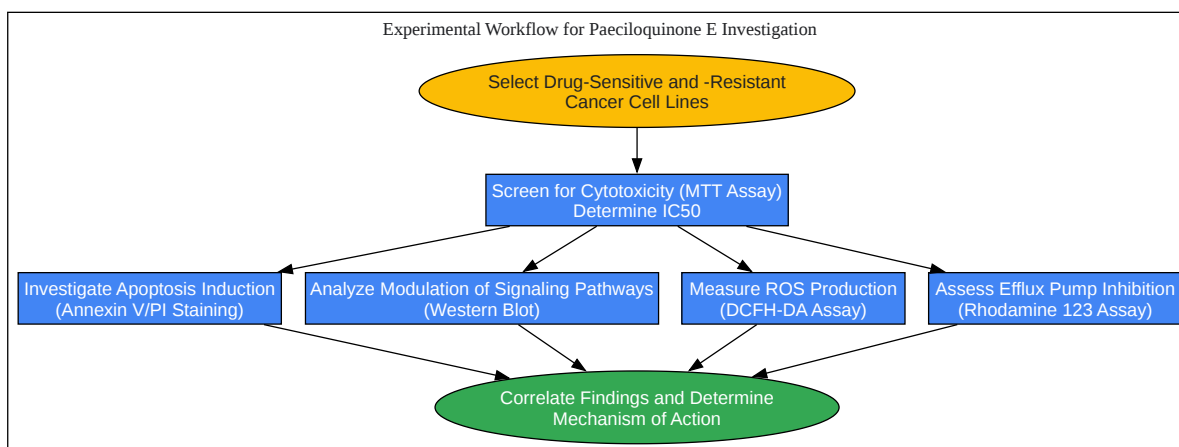 Experimental Workflow for Paeciloquinone E Investigation
Select Drug-Sensitive and -Resistant
Cancer Cell Lines
Screen for Cytotoxicity (MTT Assay)
Determine IC50
Investigate Apoptosis Induction
(Annexin V/PI Staining)
Analyze Modulation of Signaling Pathways
(Western Blot)
Measure ROS Production
(DCFH-DA Assay)
Assess Efflux Pump Inhibition
(Rhodamine 123 Assay)
Correlate Findings and Determine
Mechanism of Action